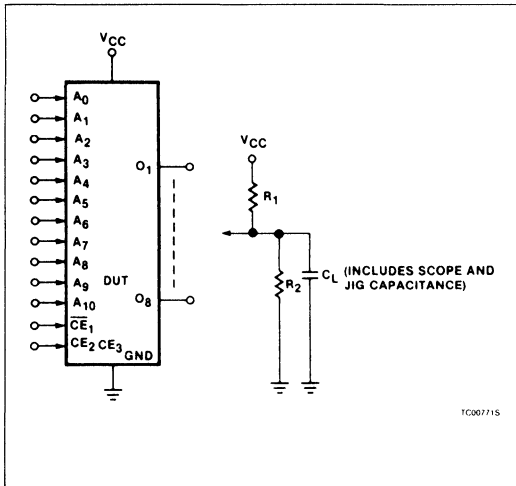 VCC
A0
A1
A2
A3
A4
A5
A6
A7
A8
A9
A10
CE1
CE2 CE3
GND
DUT
O1
O8
VCC
R1
R2
CL (INCLUDES SCOPE AND
JIG CAPACITANCE)
TC00771S